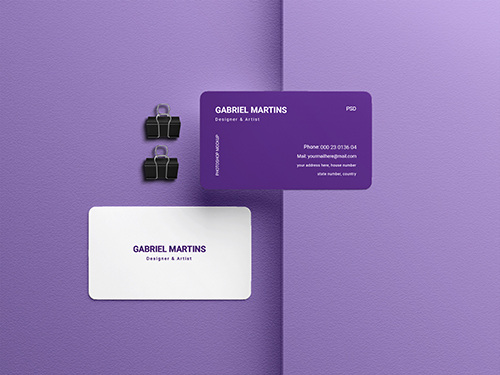 GABRIEL MARTINS
Designer & Artist
PSD
PHOTOSHOP MOCKUP
Phone: 000 23 0136 04
Mail: yourmailhere@mail.com
your address here, house number
state number, country
GABRIEL MARTINS
Designer & Artist